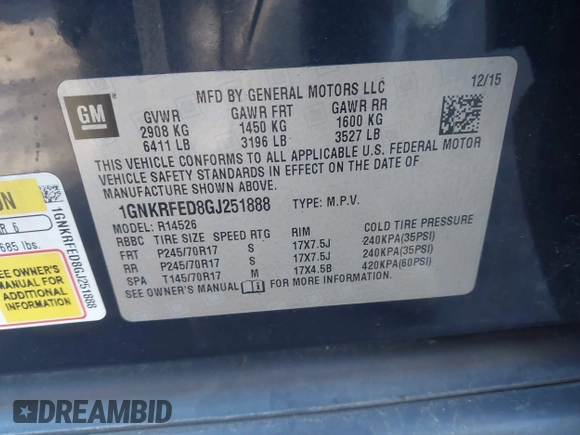 GM
MFD BY GENERAL MOTORS LLC
12/15
GVWR GAWR FRT GAWR RR
2908 KG 1450 KG 1600 KG
6411 LB 3196 LB 3527 LB
THIS VEHICLE CONFORMS TO ALL APPLICABLE U.S. FEDERAL MOTOR
VEHICLE SAFETY STANDARDS IN EFFECT ON THE DATE OF
MANUFACTURE SHOWN ABOVE.
1GNKRFED8GJ251888 TYPE: M.P.V.
MODEL: R14526
RBBC TIRE SIZE SPEED RTG RIM COLD TIRE PRESSURE
FRT P245/70R17 S 17X7.5J 240KPA(35PSI)
RR P245/70R17 S 17X7.5J 240KPA(35PSI)
SPA T145/70R17 M 17X4.5B 420KPA(60PSI)
SEE OWNER'S MANUAL FOR MORE INFORMATION
ON
R 6
685 lbs.
SEE OWNER'S
MANUAL FOR
ADDITIONAL
INFORMATION
1GNKRFED8GJ251888
DREAMBID